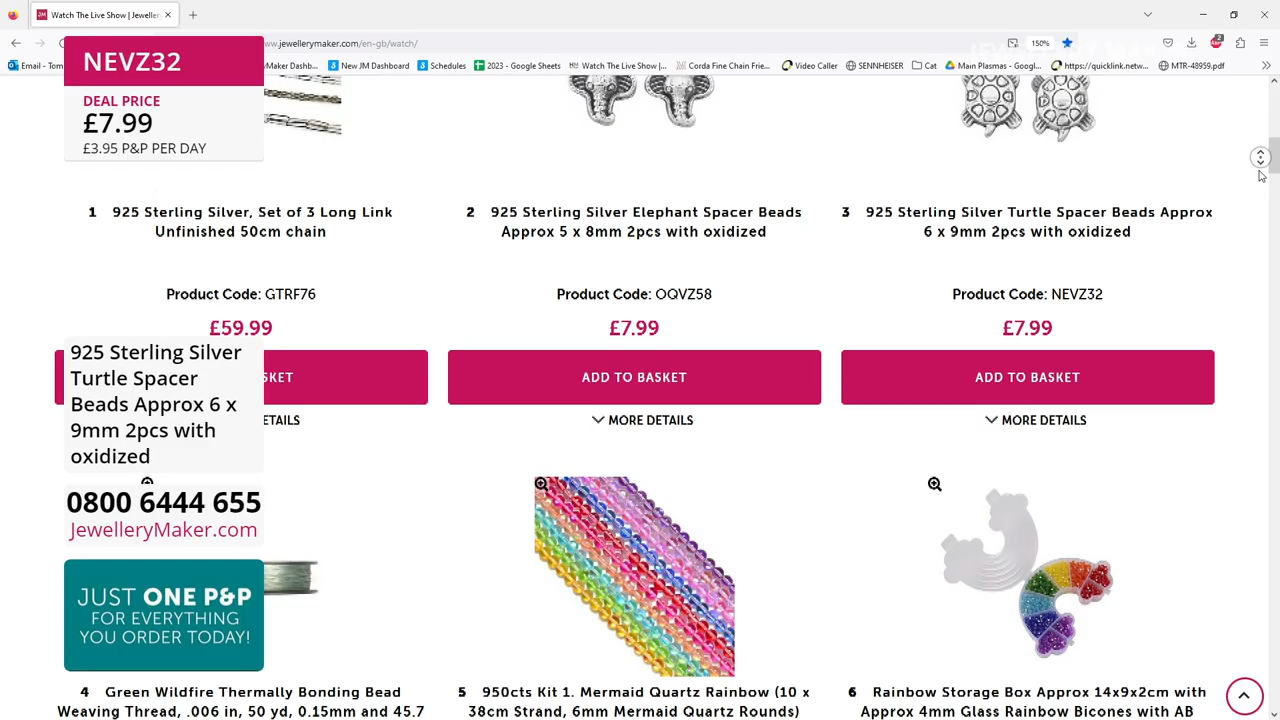 Watch The Live Show | Jeweller
ww.jewellerymaker.com/en-gb/watch/
150%
2
Email - Tom
Maker Dashb...
New JM Dashboard
Schedules
2023 - Google Sheets
Watch The Live Show |...
Corda Fine Chain Frie...
Video Caller
SENNHEISER
Cat
Main Plasmas - Googl...
https://quicklink.netw...
MTR-48959.pdf
NEVZ32
DEAL PRICE
£7.99
£3.95 P&P PER DAY
1 925 Sterling Silver, Set of 3 Long Link
Unfinished 50cm chain
2 925 Sterling Silver Elephant Spacer Beads
Approx 5 x 8mm 2pcs with oxidized
3 925 Sterling Silver Turtle Spacer Beads Approx
6 x 9mm 2pcs with oxidized
Product Code: GTRF76
Product Code: OQVZ58
Product Code: NEVZ32
£59.99
£7.99
£7.99
SKET
ADD TO BASKET
ADD TO BASKET
ETAILS
MORE DETAILS
MORE DETAILS
925 Sterling Silver
Turtle Spacer
Beads Approx 6 x
9mm 2pcs with
oxidized
0800 6444 655
JewelleryMaker.com
JUST ONE P&P
FOR EVERYTHING
YOU ORDER TODAY!
4 Green Wildfire Thermally Bonding Bead
Weaving Thread, .006 in, 50 yd, 0.15mm and 45.7
5 950cts Kit 1. Mermaid Quartz Rainbow (10 x
38cm Strand, 6mm Mermaid Quartz Rounds)
6 Rainbow Storage Box Approx 14x9x2cm with
Approx 4mm Glass Rainbow Bicones with AB